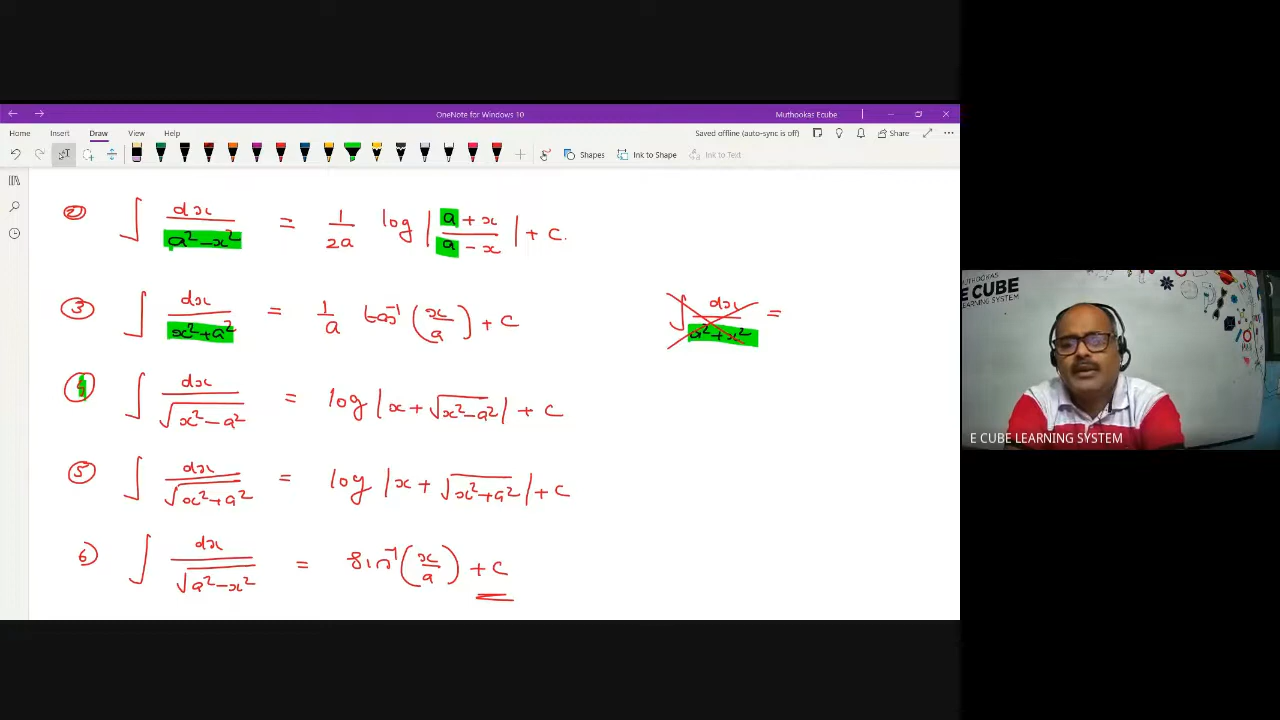 OneNote for Windows 10
Muthookas Ecube
Home Insert Draw View Help
Saved offline (auto-sync is off)
Share
Shapes
Ink to Shape
Ink to Text
② ∫ dx / (a² − x²) = 1/2a log |(a + x)/(a − x)| + c.
③ ∫ dx / (x² + a²) = 1/a tan⁻¹ (x/a) + c
∫ dx / (a² + x²) =
④ ∫ dx / √(x² − a²) = log |x + √(x² − a²)| + c
⑤ ∫ dx / √(x² + a²) = log |x + √(x² + a²)| + c
6) ∫ dx / √(a² − x²) = sin⁻¹ (x/a) + c
MUTHOOKAS
E CUBE
LEARNING SYSTEM
E CUBE LEARNING SYSTEM